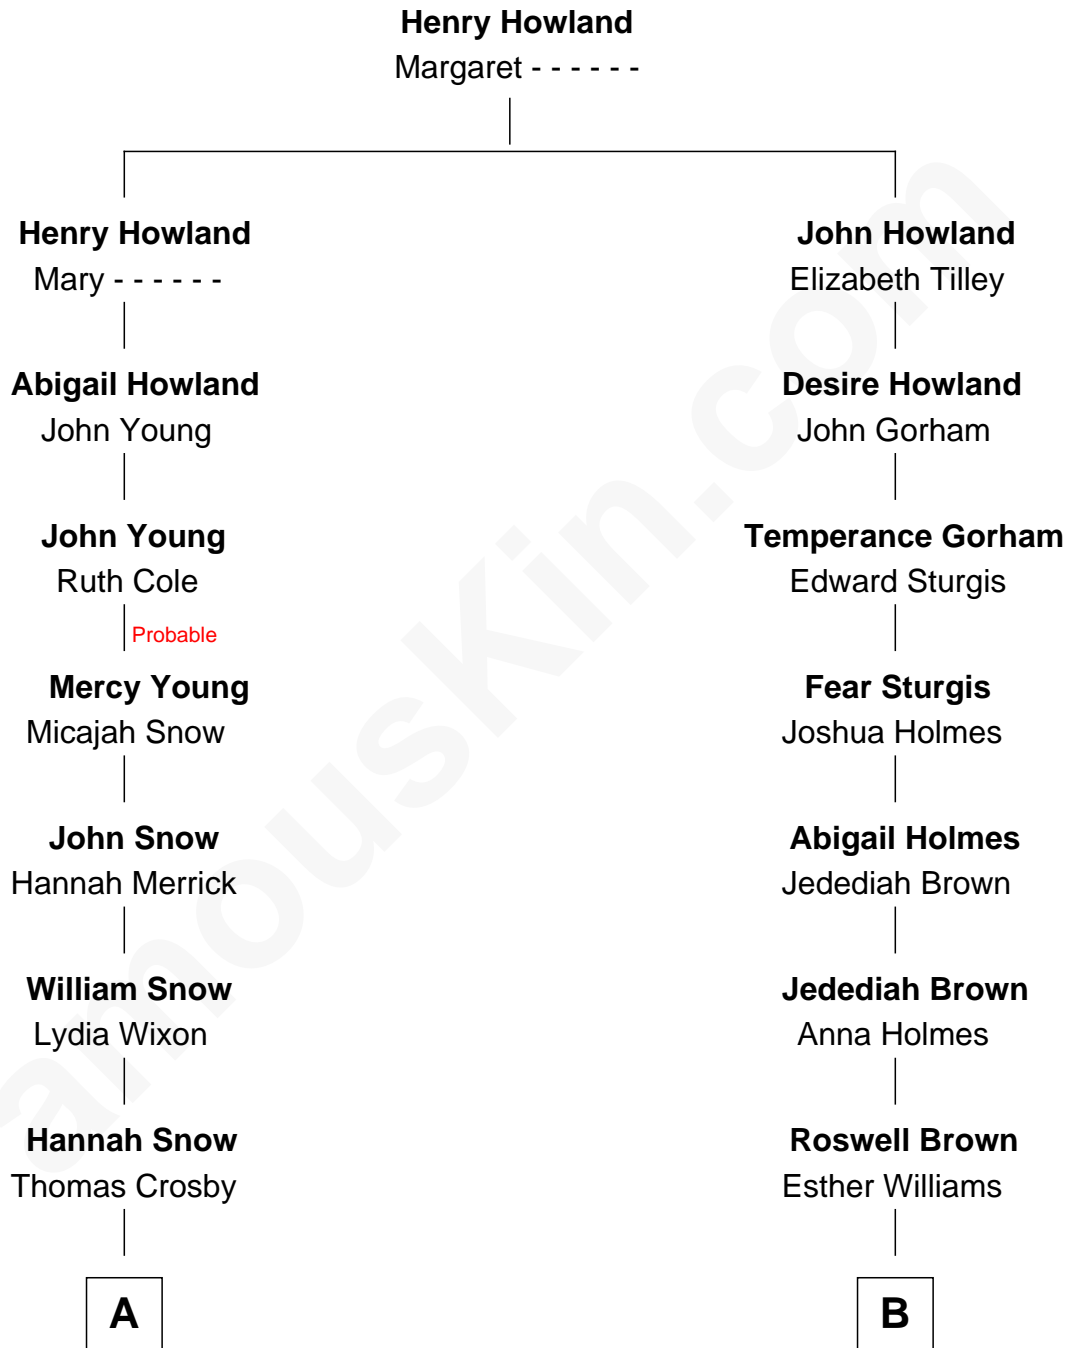 Henry Howland
Margaret - - - - - -
Henry Howland
Mary - - - - - -
John Howland
Elizabeth Tilley
Abigail Howland
John Young
Desire Howland
John Gorham
John Young
Ruth Cole
Temperance Gorham
Edward Sturgis
Probable
Mercy Young
Micajah Snow
Fear Sturgis
Joshua Holmes
John Snow
Hannah Merrick
Abigail Holmes
Jedediah Brown
William Snow
Lydia Wixon
Jedediah Brown
Anna Holmes
Hannah Snow
Thomas Crosby
Roswell Brown
Esther Williams
A
B
amouskin.com